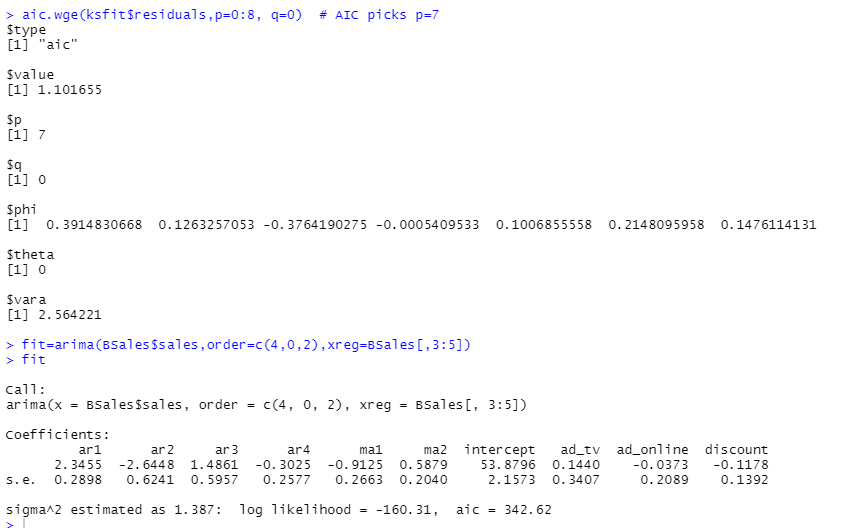 > aic.wge(ksfit$residuals,p=0:8, q=0)  # AIC picks p=7
$type
[1] "aic"
$value
[1] 1.101655
$p
[1] 7
$q
[1] 0
$phi
[1]  0.3914830668  0.1263257053 -0.3764190275 -0.0005409533  0.1006855558  0.2148095958  0.1476114131
$theta
[1] 0
$vara
[1] 2.564221
> fit=arima(BSales$sales,order=c(4,0,2),xreg=BSales[,3:5])
> fit
Call:
arima(x = BSales$sales, order = c(4, 0, 2), xreg = BSales[, 3:5])
Coefficients:
ar1      ar2     ar3      ar4      ma1     ma2  intercept   ad_tv  ad_online  discount
2.3455  -2.6448  1.4861  -0.3025  -0.9125  0.5879    53.8796  0.1440    -0.0373   -0.1178
s.e.  0.2898   0.6241  0.5957   0.2577   0.2663  0.2040     2.1573  0.3407     0.2089    0.1392
sigma^2 estimated as 1.387:  log likelihood = -160.31,  aic = 342.62
>